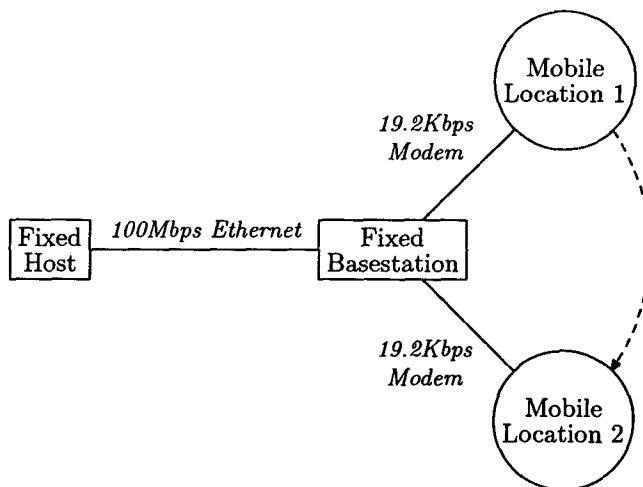 Mobile
Location 1
19.2Kbps
Modem
100Mbps Ethernet
Fixed
Host
Fixed
Basestation
19.2Kbps
Modem
Mobile
Location 2